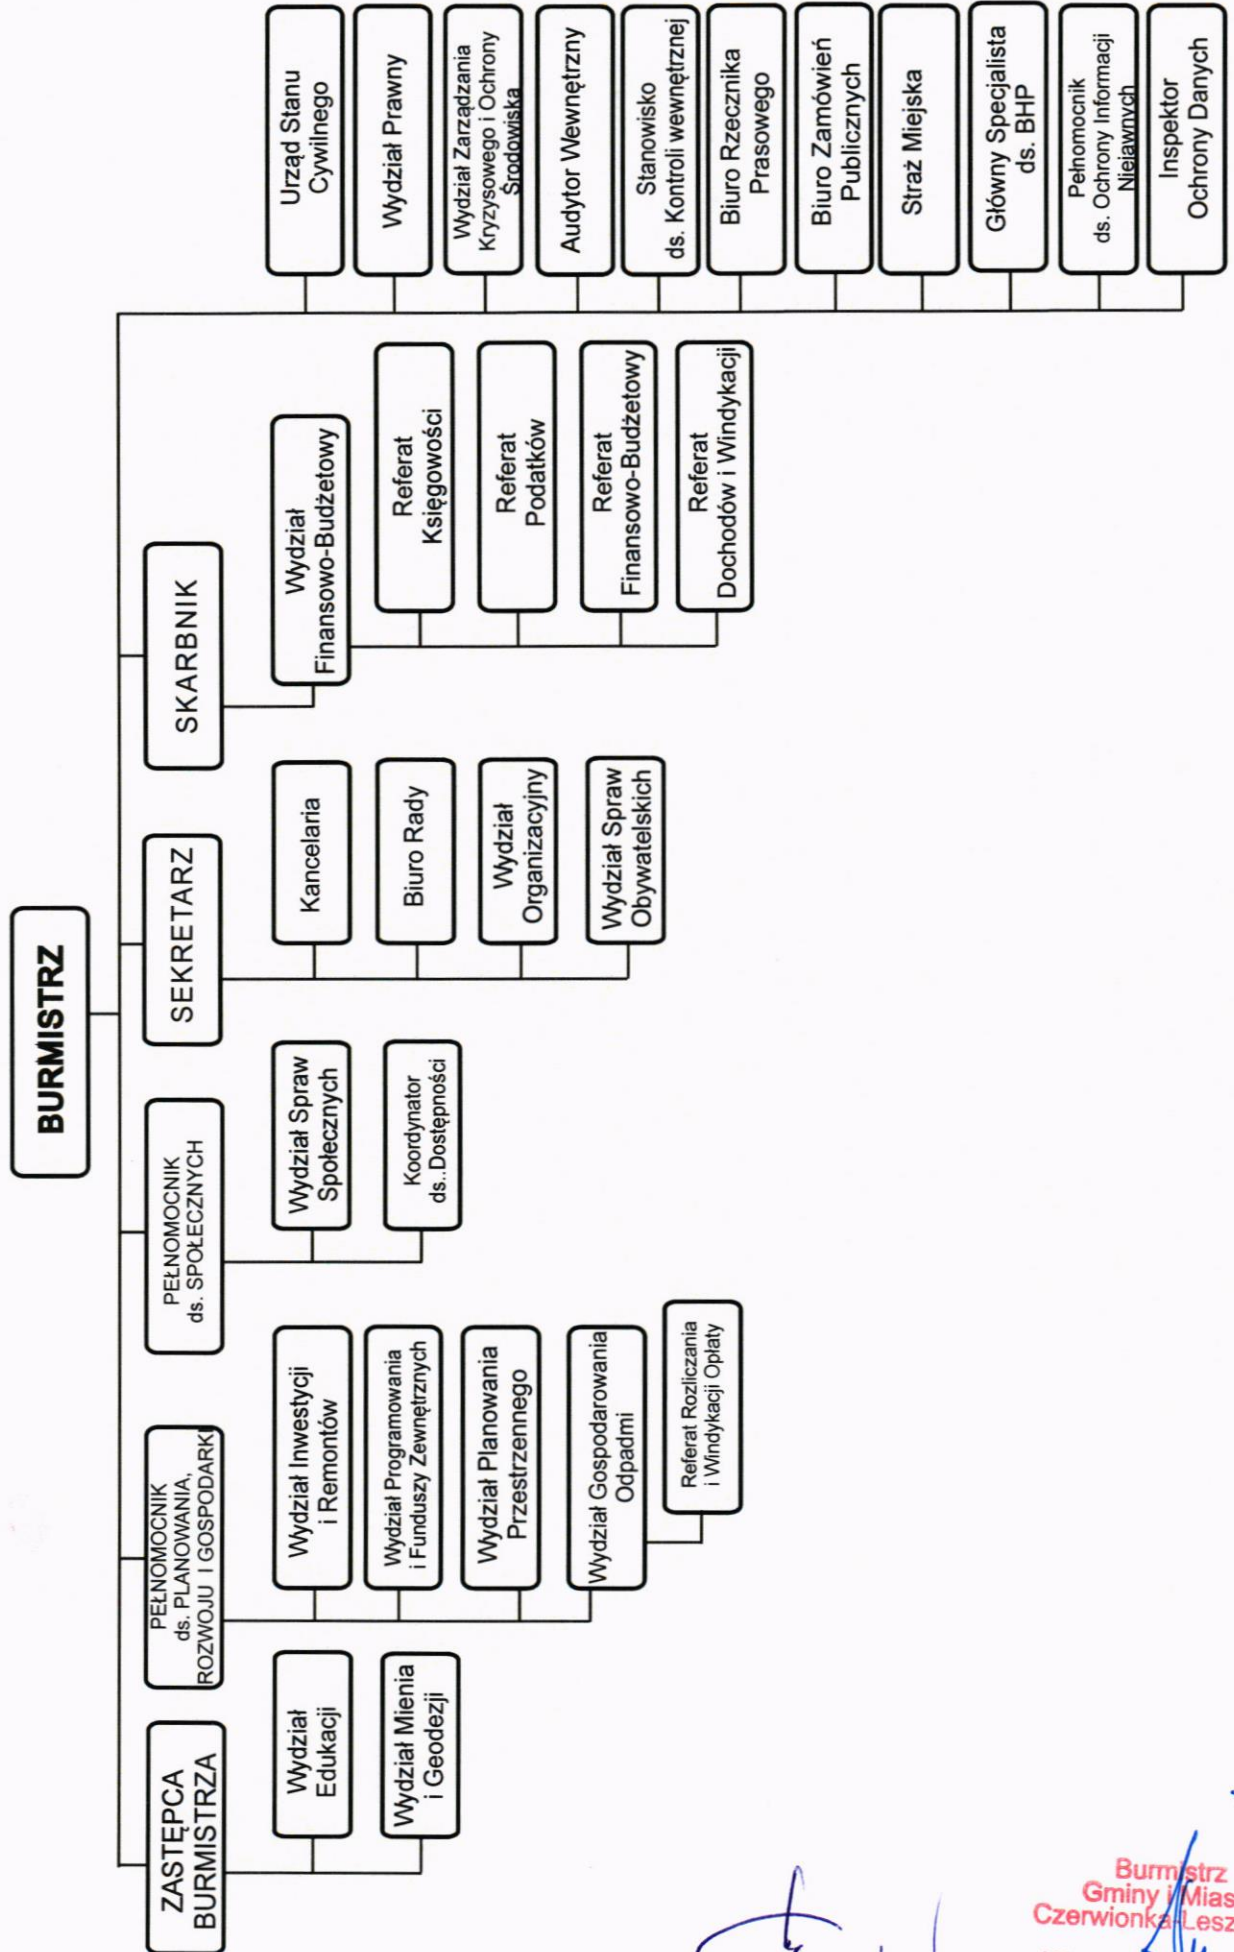 BURMISTRZ
ZASTĘPCA
BURMISTRZA
Wydział
Edukacji
Wydział Mienia
i Geodezji
PEŁNOMOCNIK
ds. PLANOWANIA,
ROZWOJU I GOSPODARKI
Wydział Inwestycji
i Remontów
Wydział Programowania
i Funduszy Zewnętrznych
Wydział Planowania
Przestrzennego
Wydział Gospodarowania
Odpadmi
Referat Rozliczania
i Windykacji Opłaty
PEŁNOMOCNIK
ds. SPOŁECZNYCH
Wydział Spraw
Społecznych
Koordynator
ds..Dostępności
SEKRETARZ
Kancelaria
Biuro Rady
Wydział
Organizacyjny
Wydział Spraw
Obywatelskich
SKARBNIK
Wydział
Finansowo-Budżetowy
Referat
Księgowości
Referat
Podatków
Referat
Finansowo-Budżetowy
Referat
Dochodów i Windykacji
Urząd Stanu
Cywilnego
Wydział Prawny
Wydział Zarządzania
Kryzysowego i Ochrony
Środowiska
Audytor Wewnętrzny
Stanowisko
ds. Kontroli wewnętrznej
Biuro Rzecznika
Prasowego
Biuro Zamówień
Publicznych
Straż Miejska
Główny Specjalista
ds. BHP
Pełnomocnik
ds. Ochrony Informacji
Niejawnych
Inspektor
Ochrony Danych
Burmistrz
Gminy i Mias
Czerwionka-Lesz